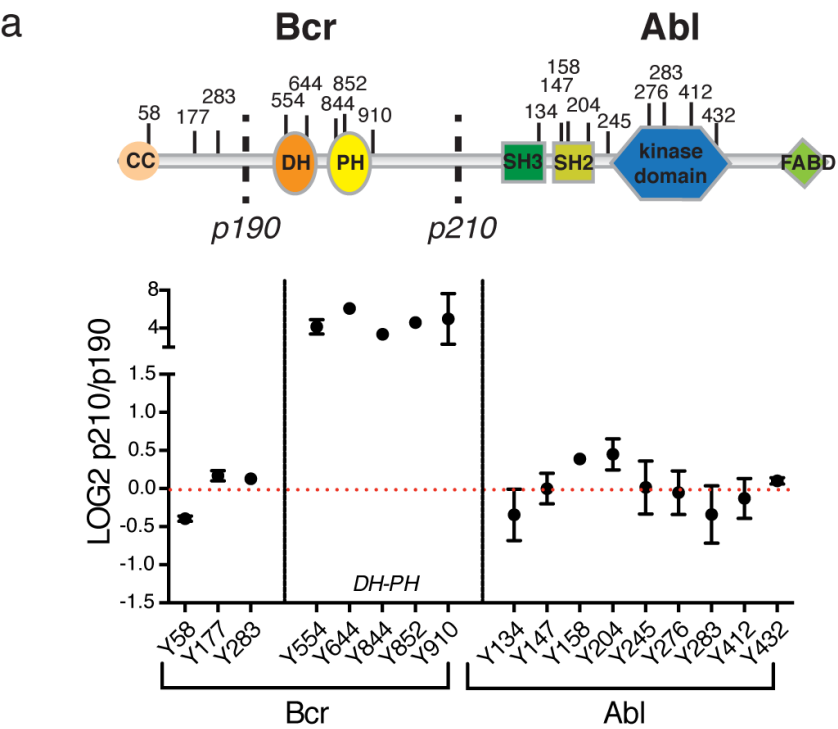 a
Bcr Abl
58 177 283 554 644 844 852 910 134 147 158 204 245 276 283 412 432
CC DH PH SH3 SH2 kinase domain FABD
p190 p210
LOG2 p210/p190
8
4
1.5
1.0
0.5
0.0
-0.5
-1.0
-1.5
DH-PH
Y58 Y177 Y283 Y554 Y644 Y844 Y852 Y910 Y134 Y147 Y158 Y204 Y245 Y276 Y283 Y412 Y432
Bcr Abl